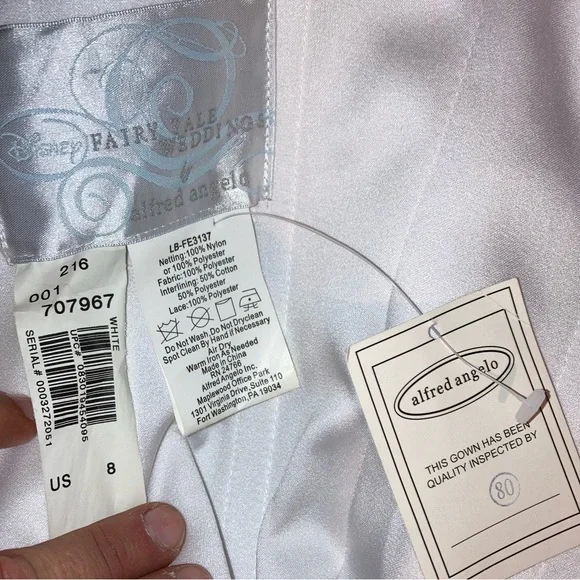 Disney FAIRY TALE
WEDDINGS
by
alfred angelo
216
001
707967
WHITE
UPC# 083019454095
SERIAL # 0003272051
US 8
LB-FE3137
Netting:100% Nylon
or 100% Polyester
Fabric:100% Polyester
Interlining: 50% Cotton
50% Polyester
Lace:100% Polyester
Do Not Wash.Do Not Dryclean
Spot Clean By Hand if Necessary
Air Dry
Warm Iron As Needed
RN 24766
Alfred Angelo Inc.
Maplewood Office Park
1301 Virginia Drive,Suite 110
Fort Washington,PA 19034
alfred angelo
THIS GOWN HAS BEEN
QUALITY INSPECTED BY
80